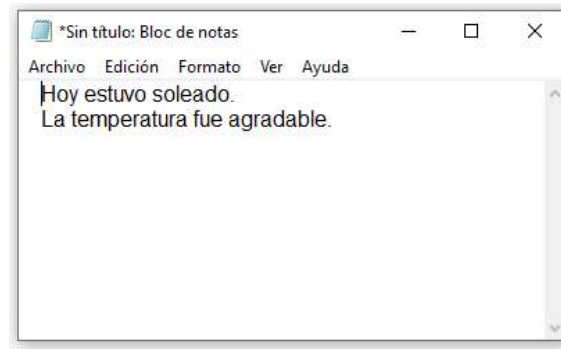 *Sin título: Bloc de notas
Archivo Edición Formato Ver Ayuda
Hoy estuvo soleado.
La temperatura fue agradable.